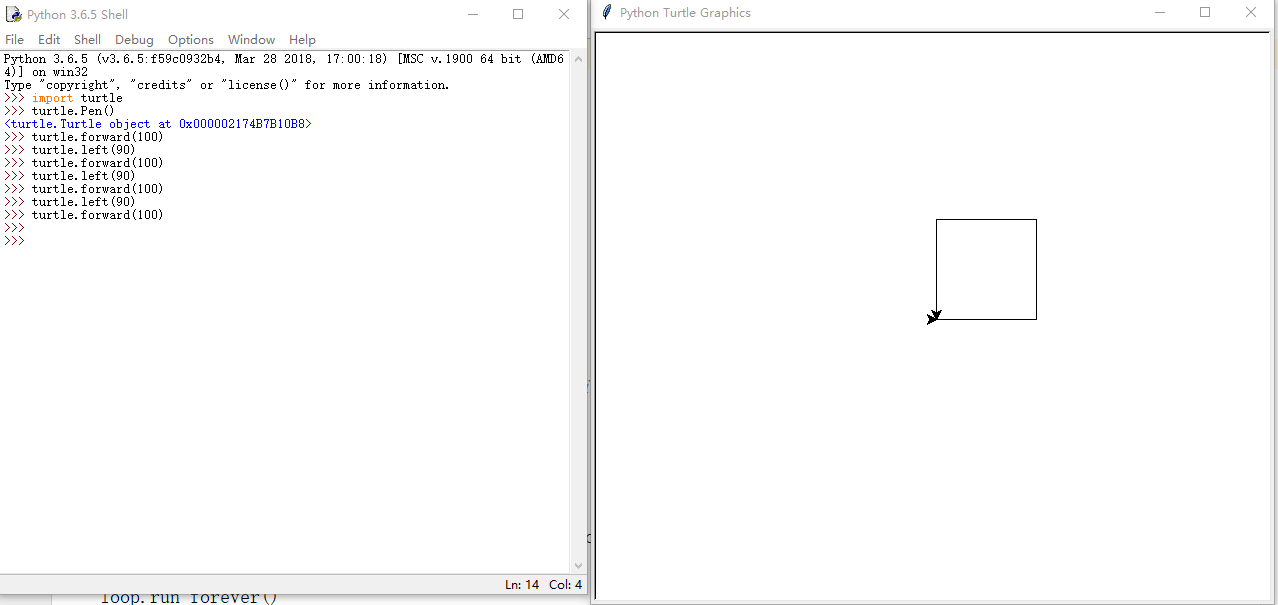 Python 3.6.5 Shell
File Edit Shell Debug Options Window Help
Python 3.6.5 (v3.6.5:f59c0932b4, Mar 28 2018, 17:00:18) [MSC v.1900 64 bit (AMD6
4)] on win32
Type "copyright", "credits" or "license()" for more information.
>>> import turtle
>>> turtle.Pen()
<turtle.Turtle object at 0x000002174B7B10B8>
>>> turtle.forward(100)
>>> turtle.left(90)
>>> turtle.forward(100)
>>> turtle.left(90)
>>> turtle.forward(100)
>>> turtle.left(90)
>>> turtle.forward(100)
>>>
>>>
Ln: 14 Col: 4
loop.run_forever()
Python Turtle Graphics